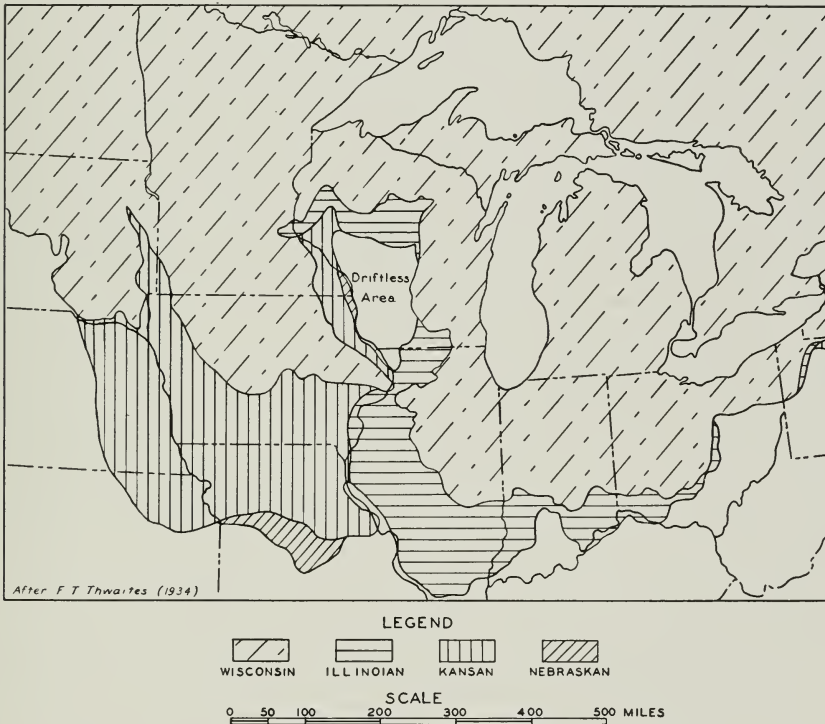 Driftless
Area
After F T Thwaites (1934)
LEGEND
WISCONSIN ILLINOIAN KANSAN NEBRASKAN
SCALE
0 50 100 200 300 400 500 MILES